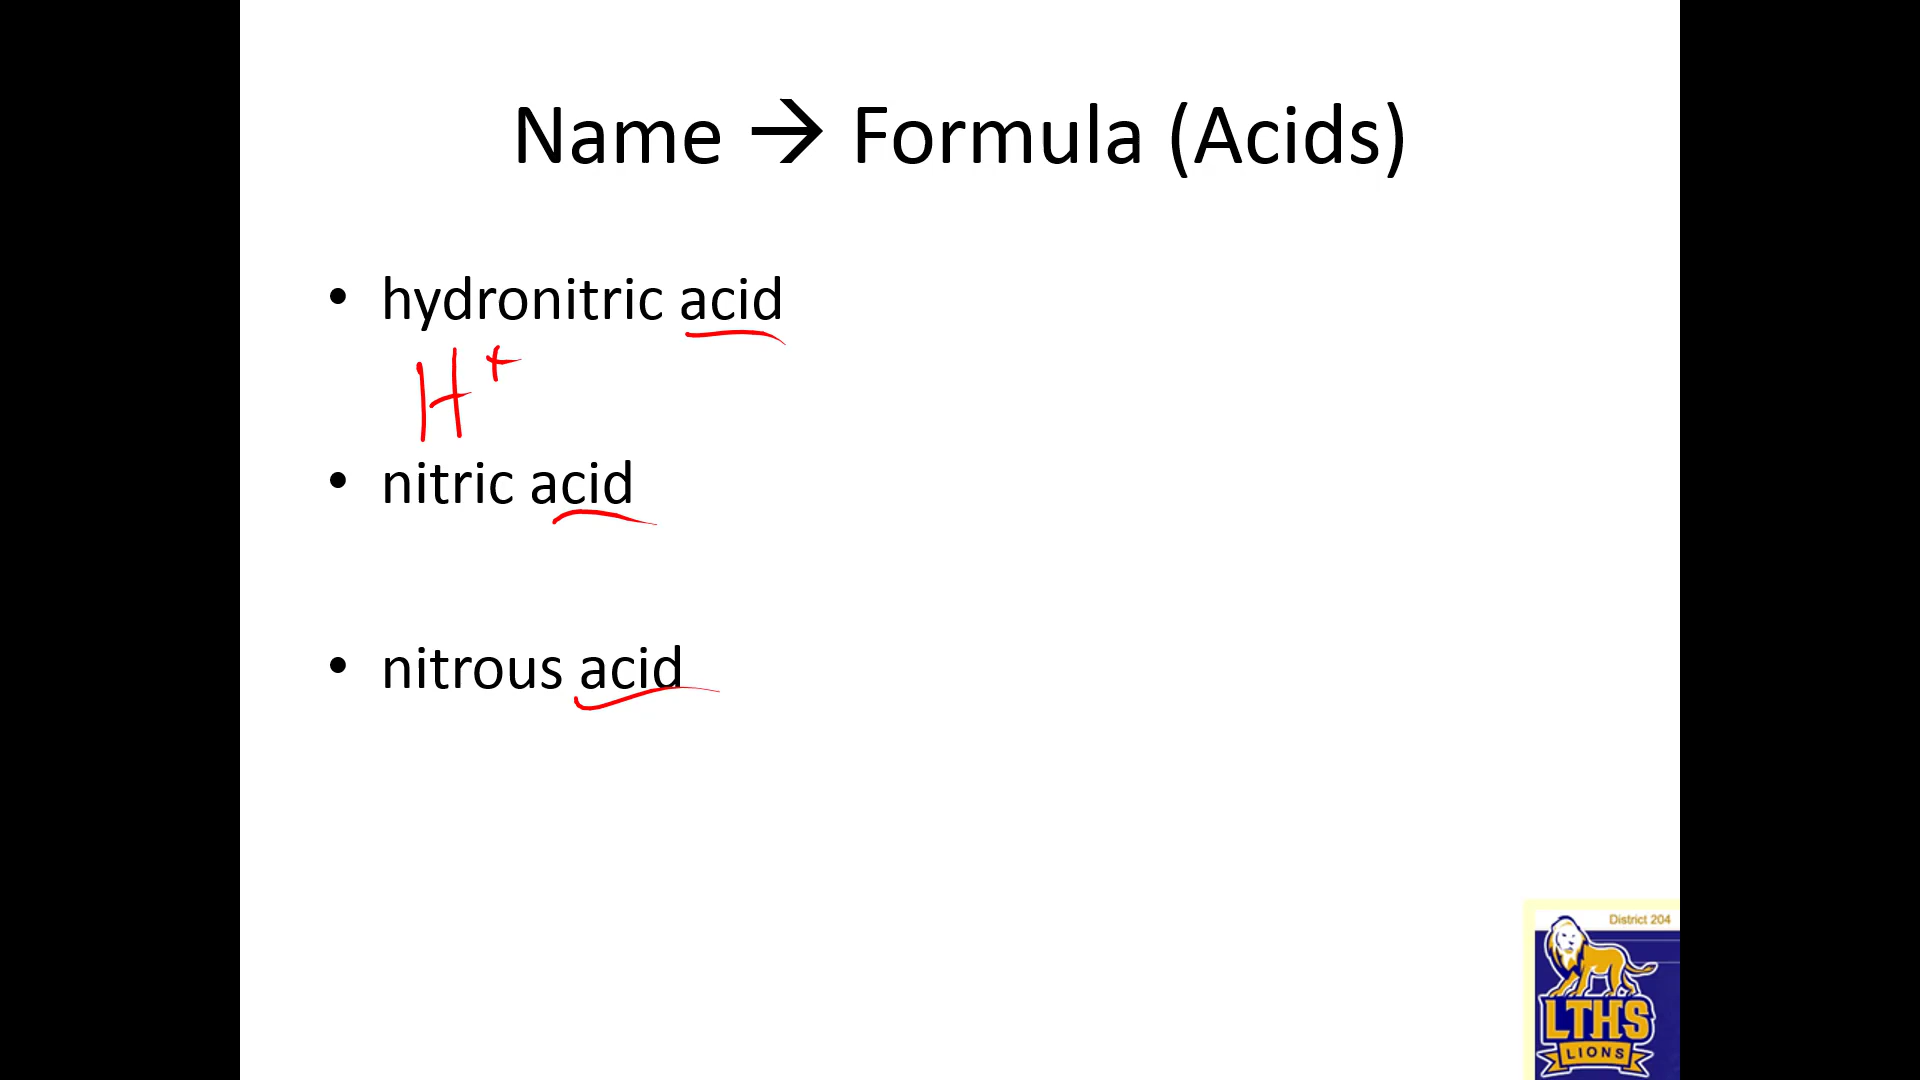 Name → Formula (Acids)
• hydronitric acid
H⁺
• nitric acid
• nitrous acid
District 204
LTHS
LIONS